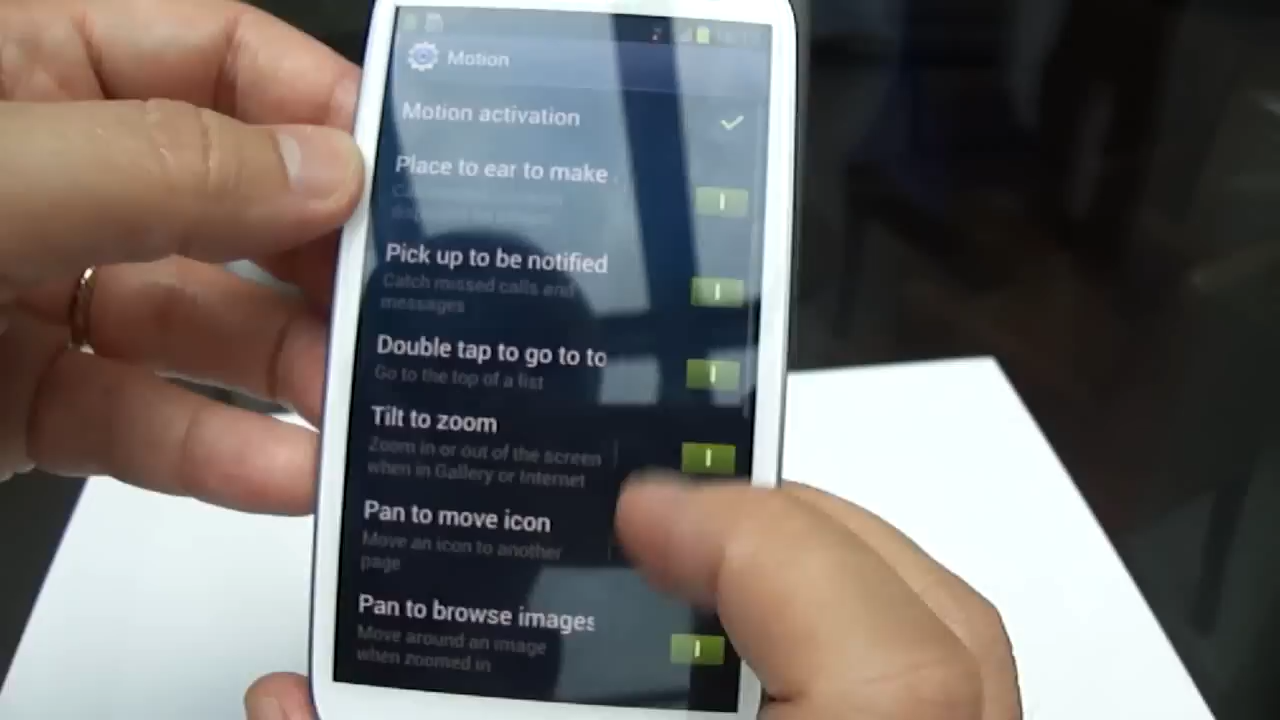 Motion
Motion activation
Place to ear to make
Pick up to be notified
Catch missed calls and
messages
Double tap to go to to
Go to the top of a list
Tilt to zoom
Zoom in or out of the screen
when in Gallery or Internet
Pan to move icon
Move an icon to another
page
Pan to browse images
Move around an image
when zoomed in